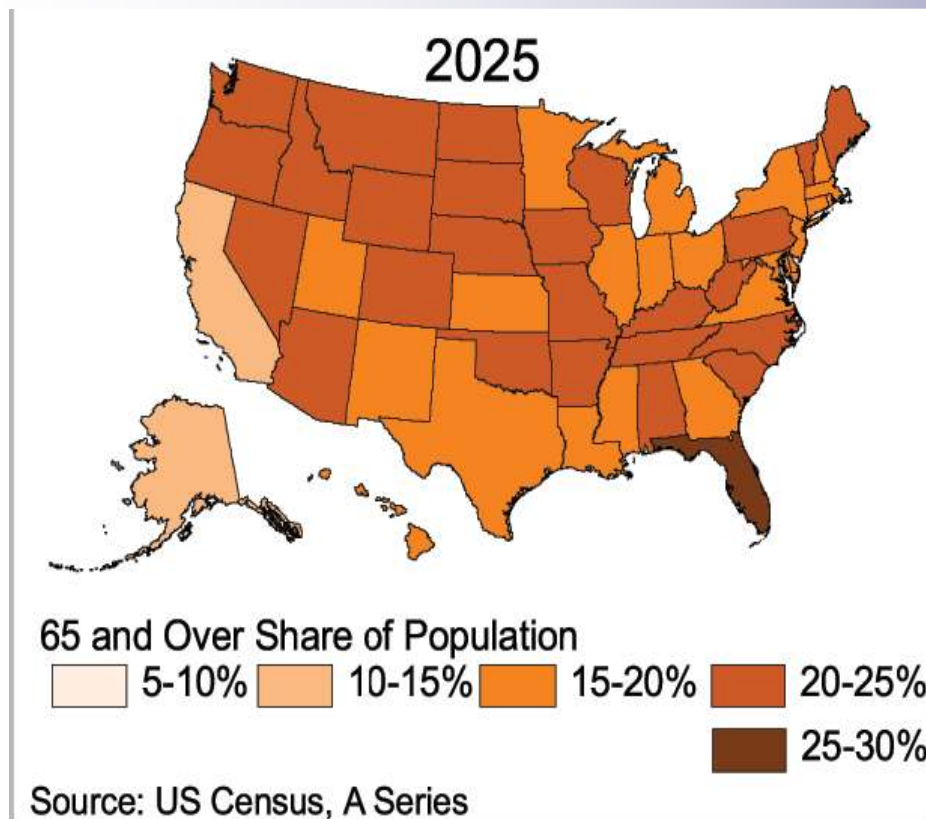 2025
65 and Over Share of Population
5-10% 10-15% 15-20% 20-25%
25-30%
Source: US Census, A Series